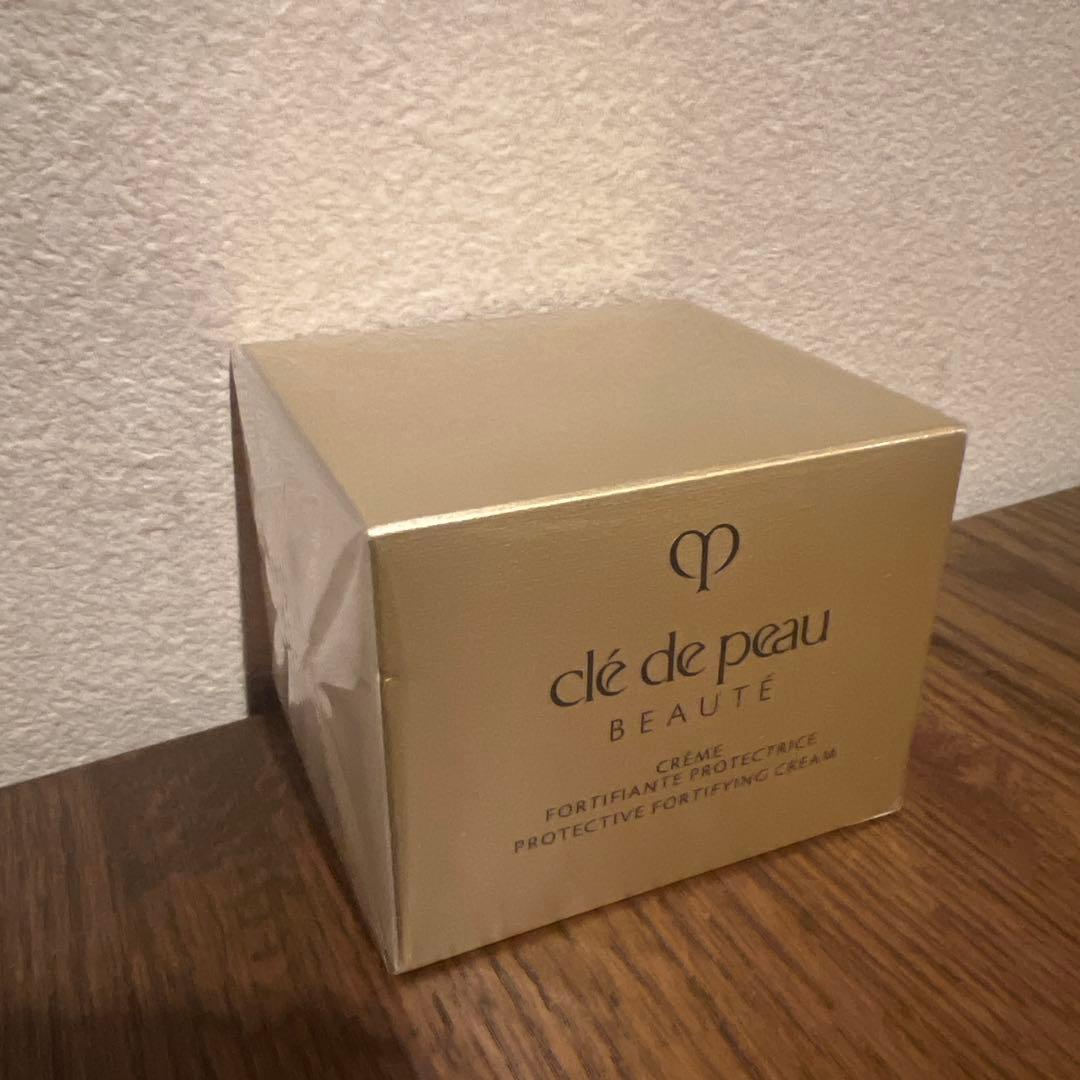 clé de peau
BEAUTÉ
CRÈME
FORTIFIANTE PROTECTRICE
PROTECTIVE FORTIFYING CREAM